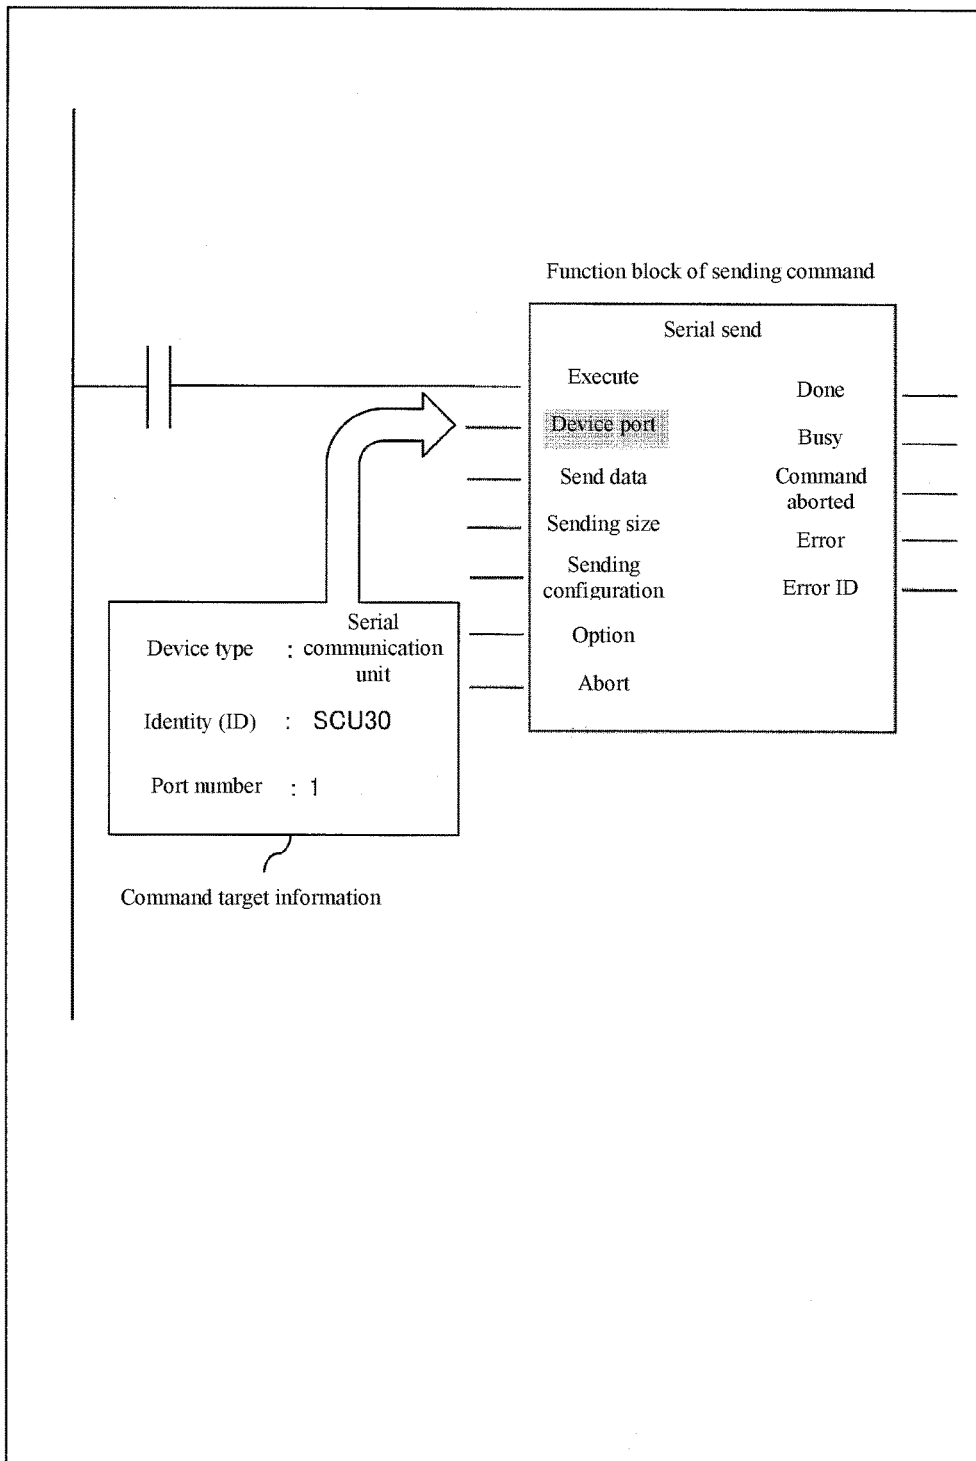 Function block of sending command
Serial send
Execute
Done
Device port
Busy
Send data
Command
aborted
Sending size
Error
Sending
configuration
Error ID
Option
Abort
Serial
Device type : communication
unit
Identity (ID) : SCU30
Port number : 1
Command target information